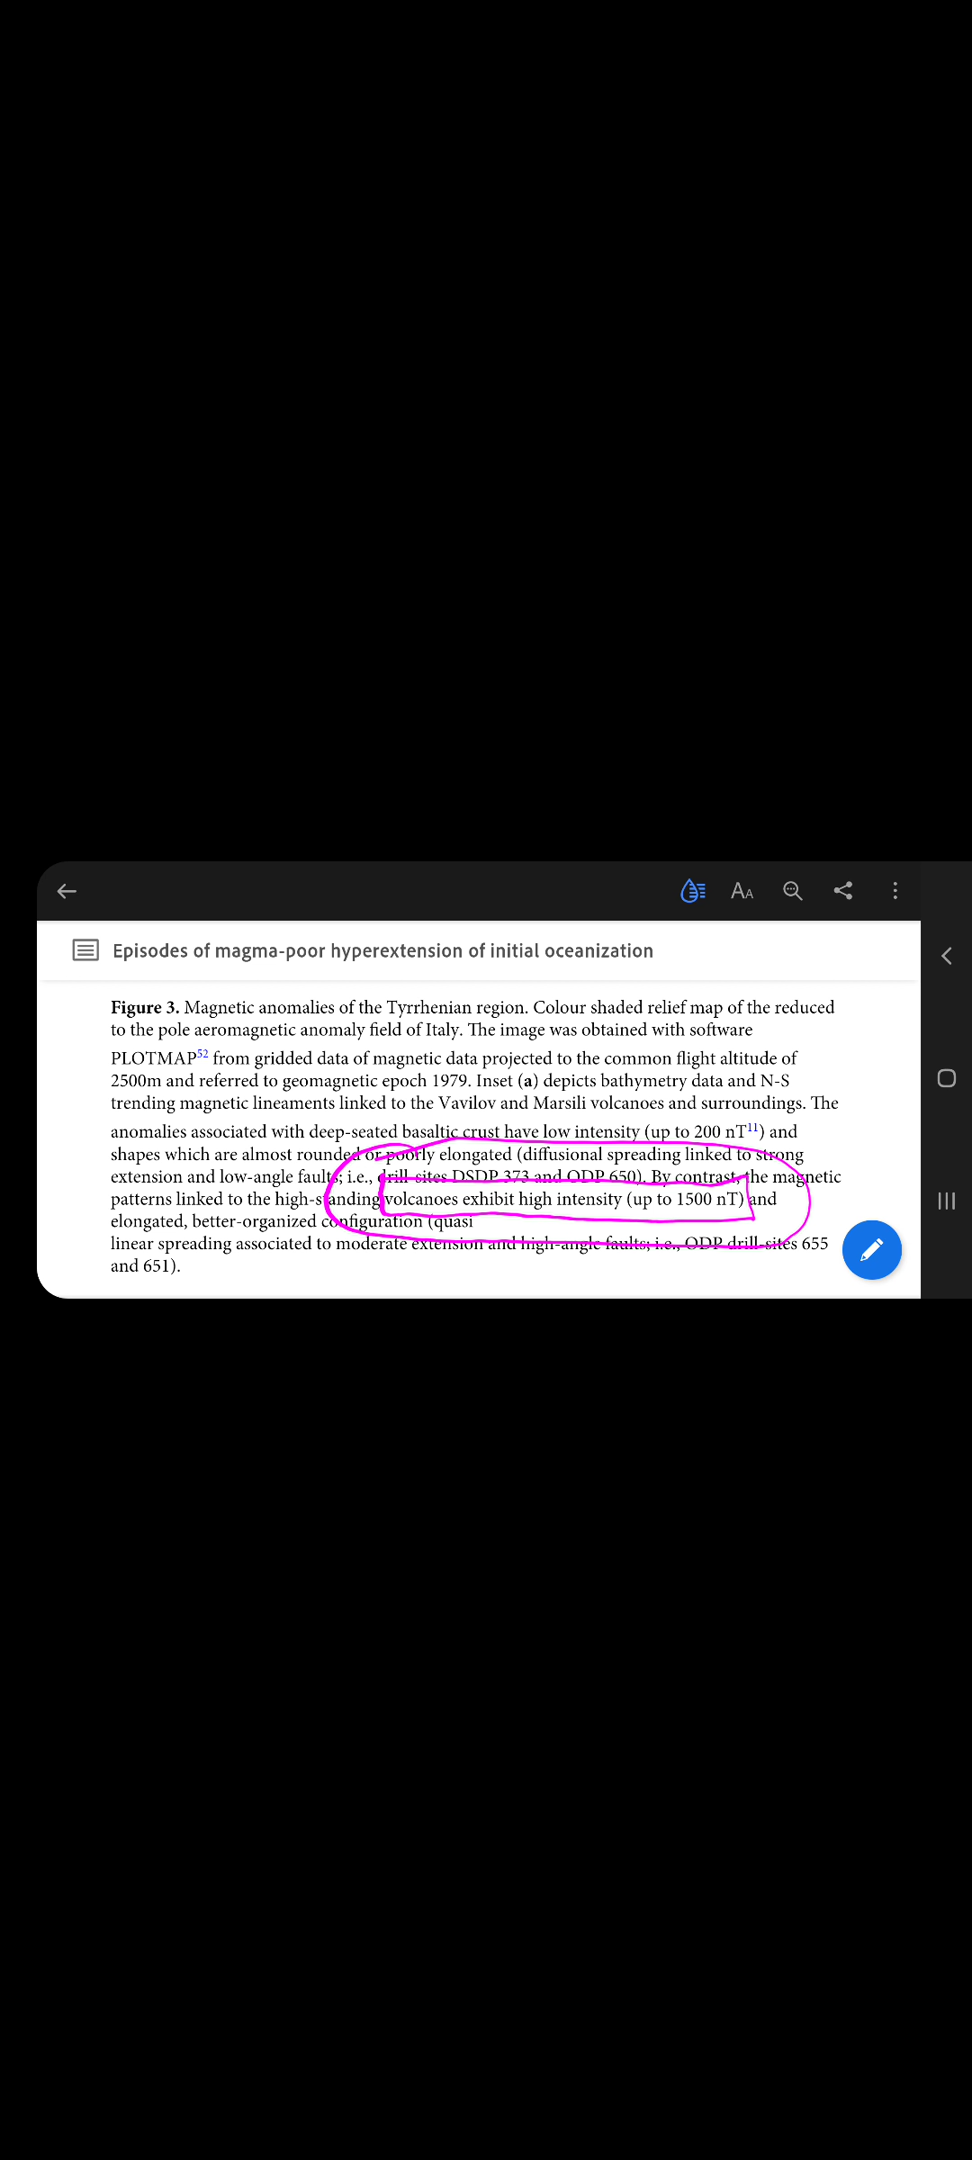 Episodes of magma-poor hyperextension of initial oceanization
Figure 3. Magnetic anomalies of the Tyrrhenian region. Colour shaded relief map of the reduced
to the pole aeromagnetic anomaly field of Italy. The image was obtained with software
PLOTMAP52 from gridded data of magnetic data projected to the common flight altitude of
2500m and referred to geomagnetic epoch 1979. Inset (a) depicts bathymetry data and N-S
trending magnetic lineaments linked to the Vavilov and Marsili volcanoes and surroundings. The
anomalies associated with deep-seated basaltic crust have low intensity (up to 200 nT11) and
shapes which are almost rounded or poorly elongated (diffusional spreading linked to strong
extension and low-angle faults; i.e., drill-sites DSDP 373 and ODP 650). By contrast, the magnetic
patterns linked to the high-standing volcanoes exhibit high intensity (up to 1500 nT) and
elongated, better-organized configuration (quasi
linear spreading associated to moderate extension and high-angle faults; i.e., ODP drill-sites 655
and 651).